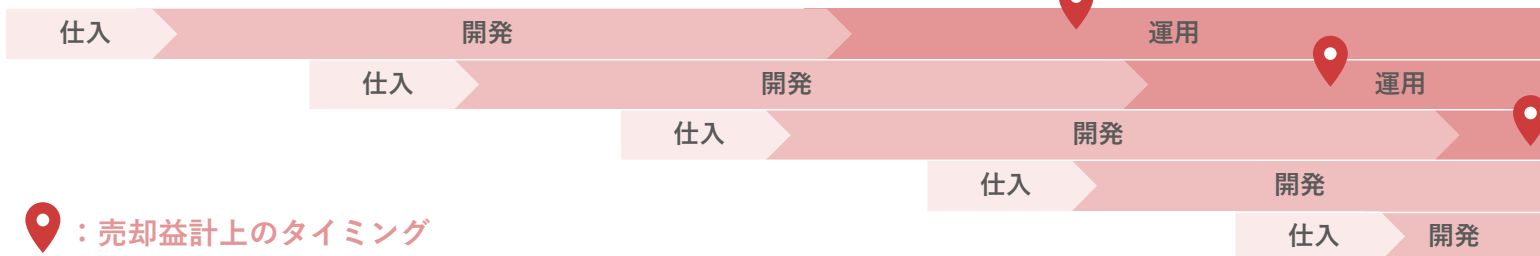 仕入 開発 運用
仕入 開発 運用
仕入 開発
仕入 開発
仕入 開発
：売却益計上のタイミング